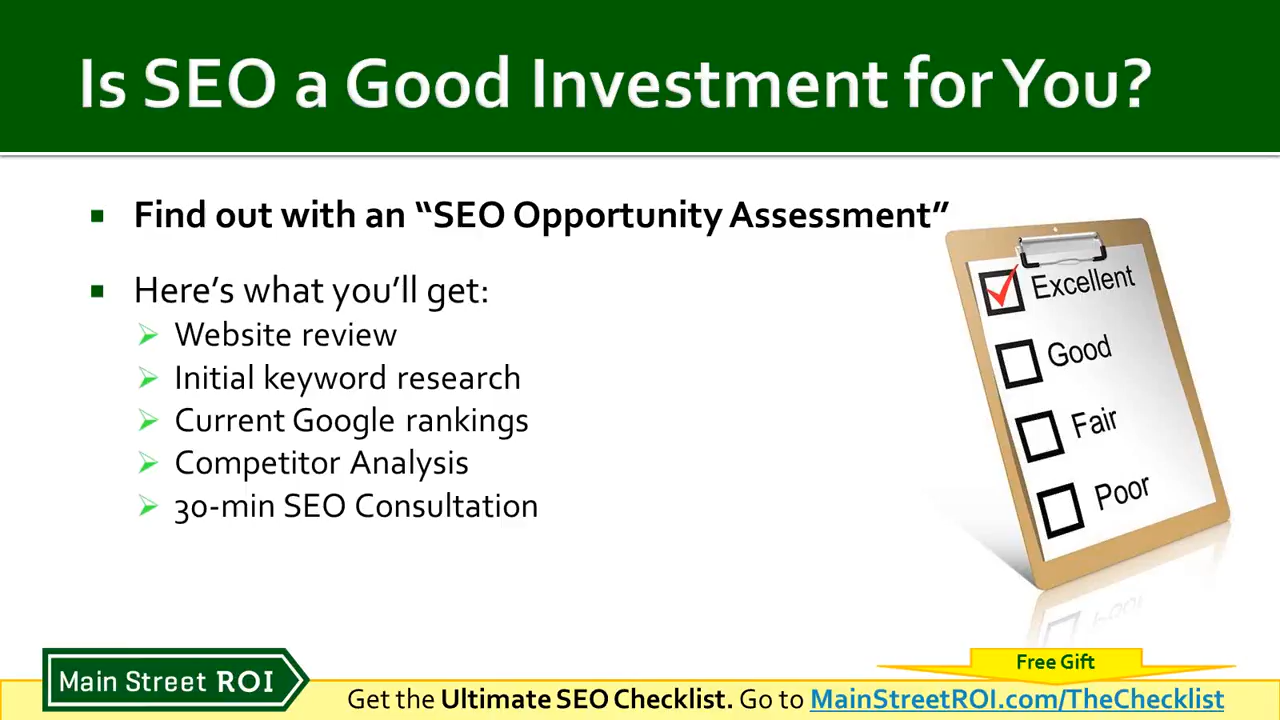 Is SEO a Good Investment for You?
Find out with an “SEO Opportunity Assessment”
Here’s what you’ll get:
Website review
Initial keyword research
Current Google rankings
Competitor Analysis
30-min SEO Consultation
Excellent
Good
Fair
Poor
Main Street ROI
Free Gift
Get the Ultimate SEO Checklist. Go to MainStreetROI.com/TheChecklist